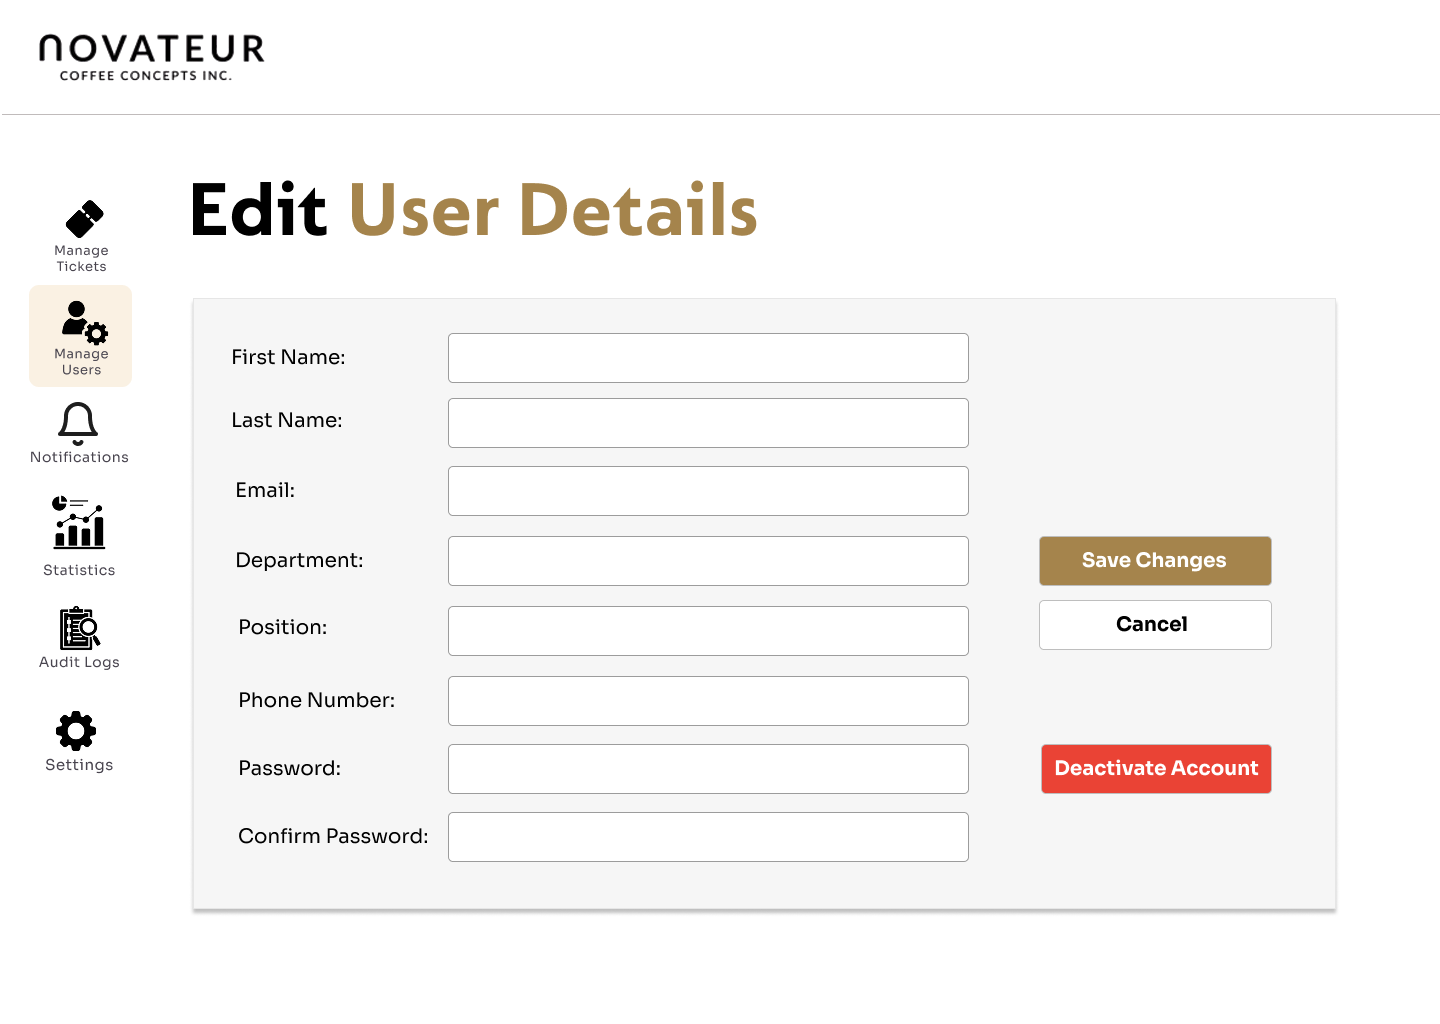 NOVATEUR
COFFEE CONCEPTS INC.
Edit User Details
Manage
Tickets
Manage
Users
Notifications
Statistics
Audit Logs
Settings
First Name:
Last Name:
Email:
Department:
Position:
Phone Number:
Password:
Confirm Password:
Save Changes
Cancel
Deactivate Account